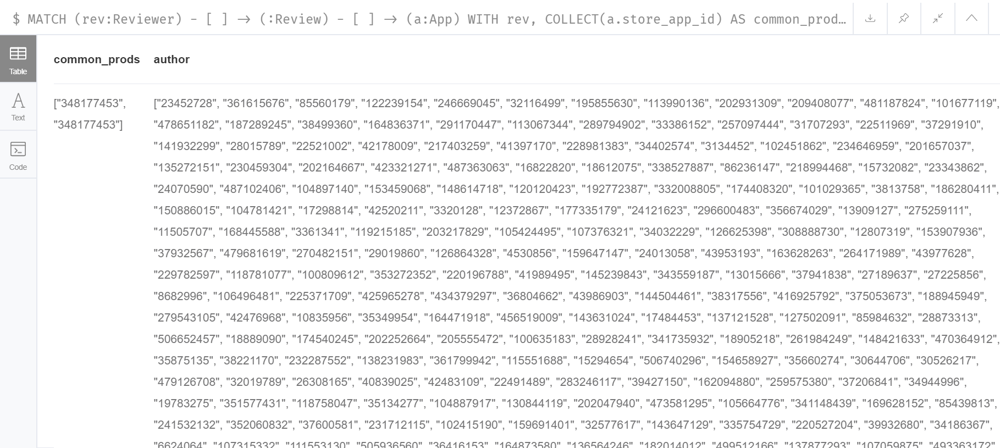 $ MATCH (rev:Reviewer) - [ ] -> (:Review) - [ ] -> (a:App) WITH rev, COLLECT(a.store_app_id) AS common_prod…
Table
Text
Code
common_prods author
["348177453", "348177453"]
["23452728", "361615676", "85560179", "122239154", "246669045", "32116499", "195855630", "113990136", "202931309", "209408077", "481187824", "101677119",
"478651182", "187289245", "38499360", "164836371", "291170447", "113067344", "289794902", "33386152", "257097444", "31707293", "22511969", "37291910",
"141932299", "28015789", "22521002", "42178009", "217403259", "41397170", "228981383", "34402574", "3134452", "102451862", "234646959", "201657037",
"135272151", "230459304", "202164667", "423321271", "487363063", "16822820", "18612075", "338527887", "86236147", "218994468", "15732082", "23343862",
"24070590", "487102406", "104897140", "153459068", "148614718", "120120423", "192772387", "332008805", "174408320", "101029365", "3813758", "186280411",
"150886015", "104781421", "17298814", "42520211", "3320128", "12372867", "177335179", "24121623", "296600483", "356674029", "13909127", "275259111",
"11505707", "168445588", "3361341", "119215185", "203217829", "105424495", "107376321", "34032229", "126625398", "308888730", "12807319", "153907936",
"37932567", "479681619", "270482151", "29019860", "126864328", "4530856", "159647147", "24013058", "43953193", "163628263", "264171989", "43977628",
"229782597", "118781077", "100809612", "353272352", "220196788", "41989495", "145239843", "343559187", "13015666", "37941838", "27189637", "27225856",
"8682996", "106496481", "225371709", "425965278", "434379297", "36804662", "43986903", "144504461", "38317556", "416925792", "375053673", "188945949",
"279543105", "42476968", "10835956", "35349954", "164471918", "456519009", "143631024", "17484453", "137121528", "127502091", "85984632", "28873313",
"506652457", "18889090", "174540245", "202252664", "205555472", "100635183", "28928241", "341735932", "18905218", "261984249", "148421633", "470364912",
"35875135", "38221170", "232287552", "138231983", "361799942", "115551688", "15294654", "506740296", "154658927", "35660274", "30644706", "30526217",
"479126708", "32019789", "26308165", "40839025", "42483109", "22491489", "283246117", "39427150", "162094880", "259575380", "37206841", "34944996",
"19783275", "351577431", "118758047", "35134277", "104887917", "130844119", "202047940", "473581295", "105664776", "341148439", "169628152", "85439813",
"241532132", "352060832", "37600581", "231712115", "102415190", "159691401", "32577617", "143647129", "335754729", "220527204", "39932680", "34186367",
"6624064", "107315332", "111553130", "505936560", "36416153", "164873580", "136564246", "182014012", "499512166", "137877293", "107059875", "493363172",